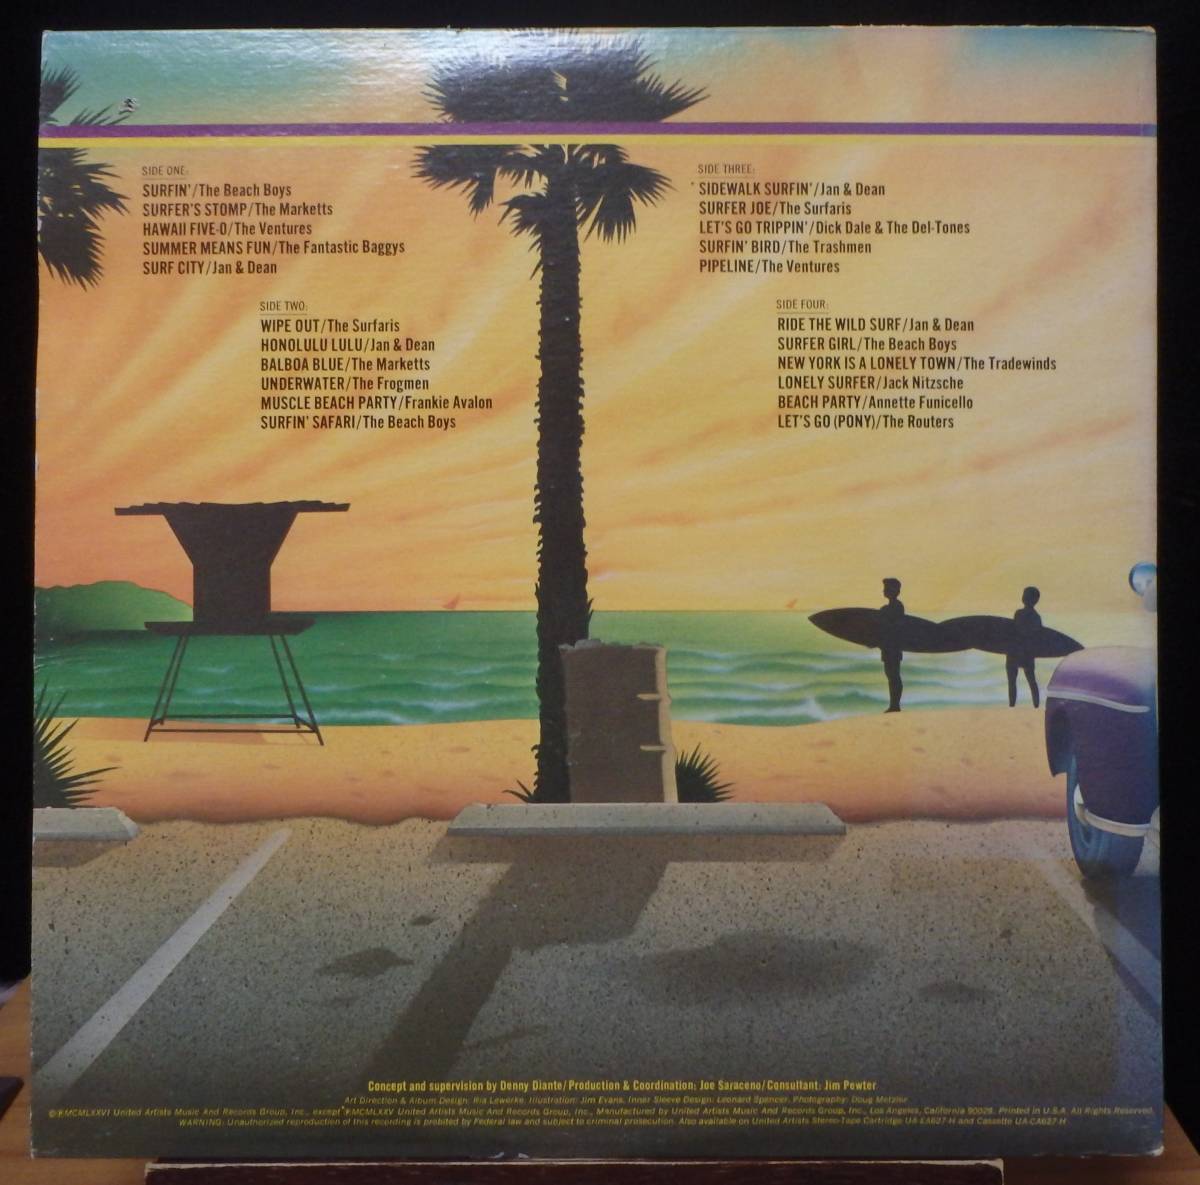 SIDE ONE:
SURFIN'/The Beach Boys
SURFER'S STOMP/The Marketts
HAWAII FIVE-O/The Ventures
SUMMER MEANS FUN/The Fantastic Baggys
SURF CITY/Jan & Dean
SIDE TWO:
WIPE OUT/The Surfaris
HONOLULU LULU/Jan & Dean
BALBOA BLUE/The Marketts
UNDERWATER/The Frogmen
MUSCLE BEACH PARTY/Frankie Avalon
SURFIN' SAFARI/The Beach Boys
SIDE THREE:
SIDEWALK SURFIN'/Jan & Dean
SURFER JOE/The Surfaris
LET'S GO TRIPPIN'/Dick Dale & The Del-Tones
SURFIN' BIRD/The Trashmen
PIPELINE/The Ventures
SIDE FOUR:
RIDE THE WILD SURF/Jan & Dean
SURFER GIRL/The Beach Boys
NEW YORK IS A LONELY TOWN/The Tradewinds
LONELY SURFER/Jack Nitzsche
BEACH PARTY/Annette Funicello
LET'S GO (PONY)/The Routers
Concept and supervision by Denny Diante/Production & Coordination: Joe Saraceno/Consultant: Jim Pewter
Art Direction & Album Design: Ria Lewerke. Illustration: Jim Evans. Inner Sleeve Design: Leonard Spencer. Photography: Doug Metzler
©℗MCMLXXVI United Artists Music And Records Group, Inc., except ℗MCMLXXV United Artists Music And Records Group, Inc., Manufactured by United Artists Music And Records Group, Inc., Los Angeles, California 90028. Printed in U.S.A. All Rights Reserved.
WARNING: Unauthorized reproduction of this recording is prohibited by Federal law and subject to criminal prosecution. Also available on United Artists Stereo-Tape Cartridge UA-EA627-H and Cassette UA-CA627-H